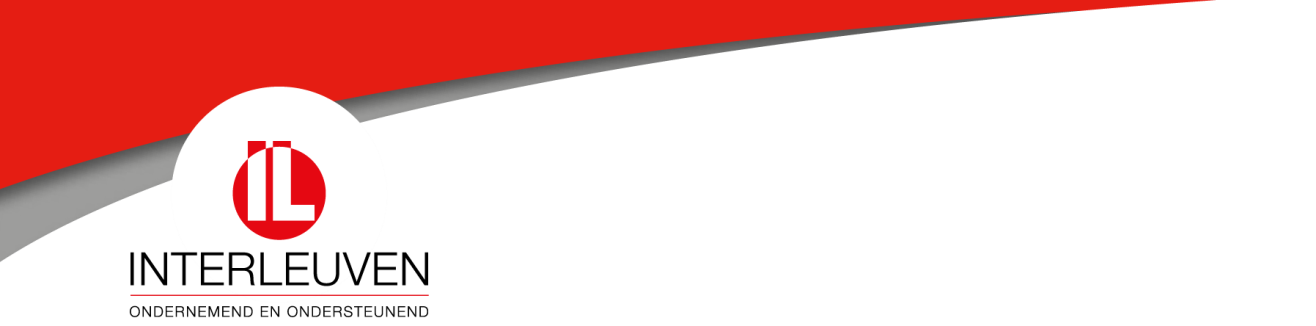 IL
INTERLEUVEN
ONDERNEMEND EN ONDERSTEUNEND